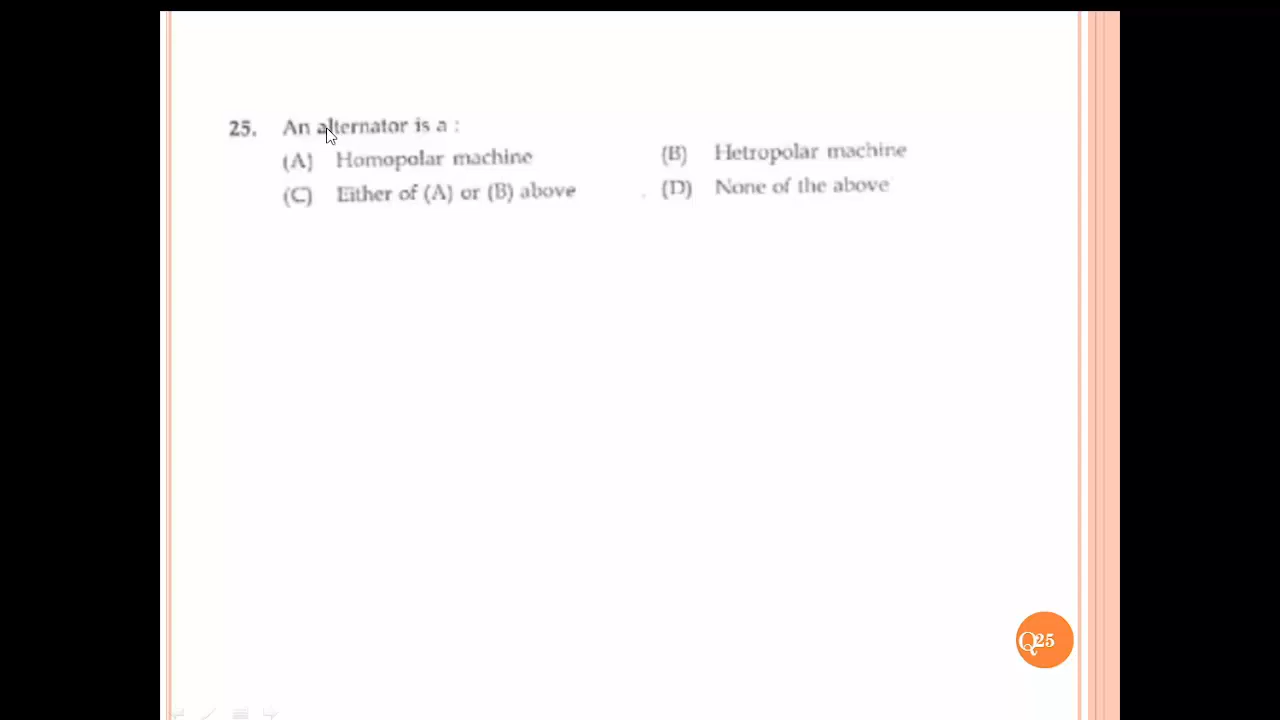 25. An alternator is a :
(A) Homopolar machine (B) Hetropolar machine
(C) Either of (A) or (B) above (D) None of the above
Q25